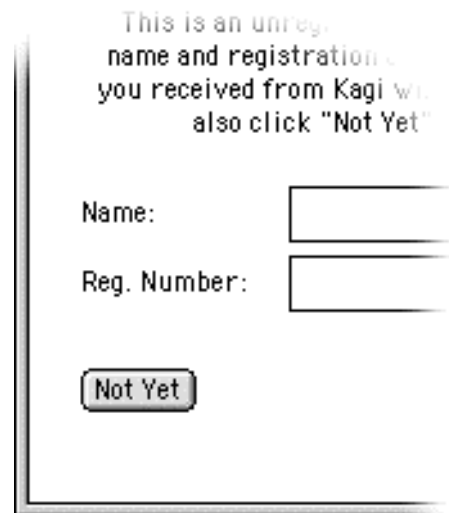 This is an unreg
name and registration
you received from Kagi
also click "Not Yet"
Name:
Reg. Number:
Not Yet